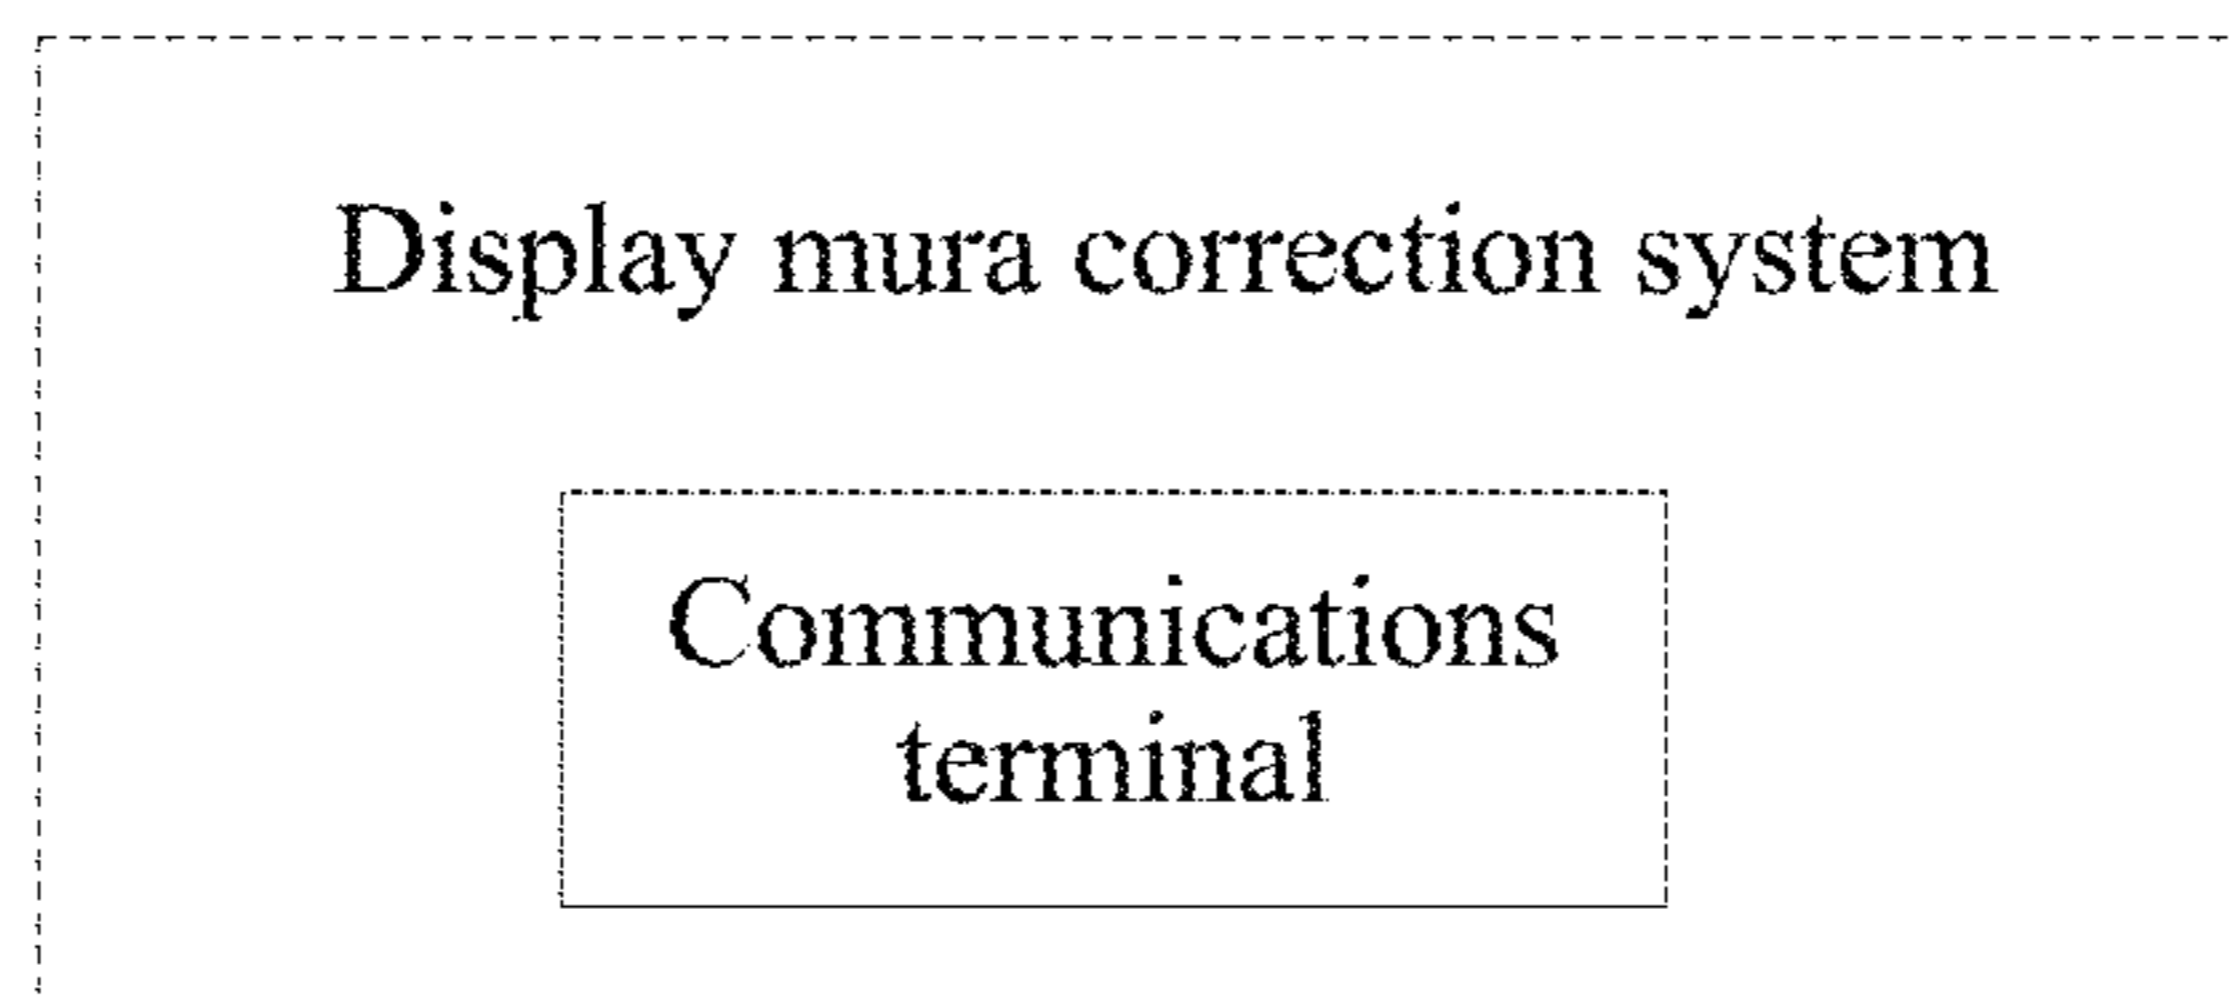 Display mura correction system
Communications
terminal